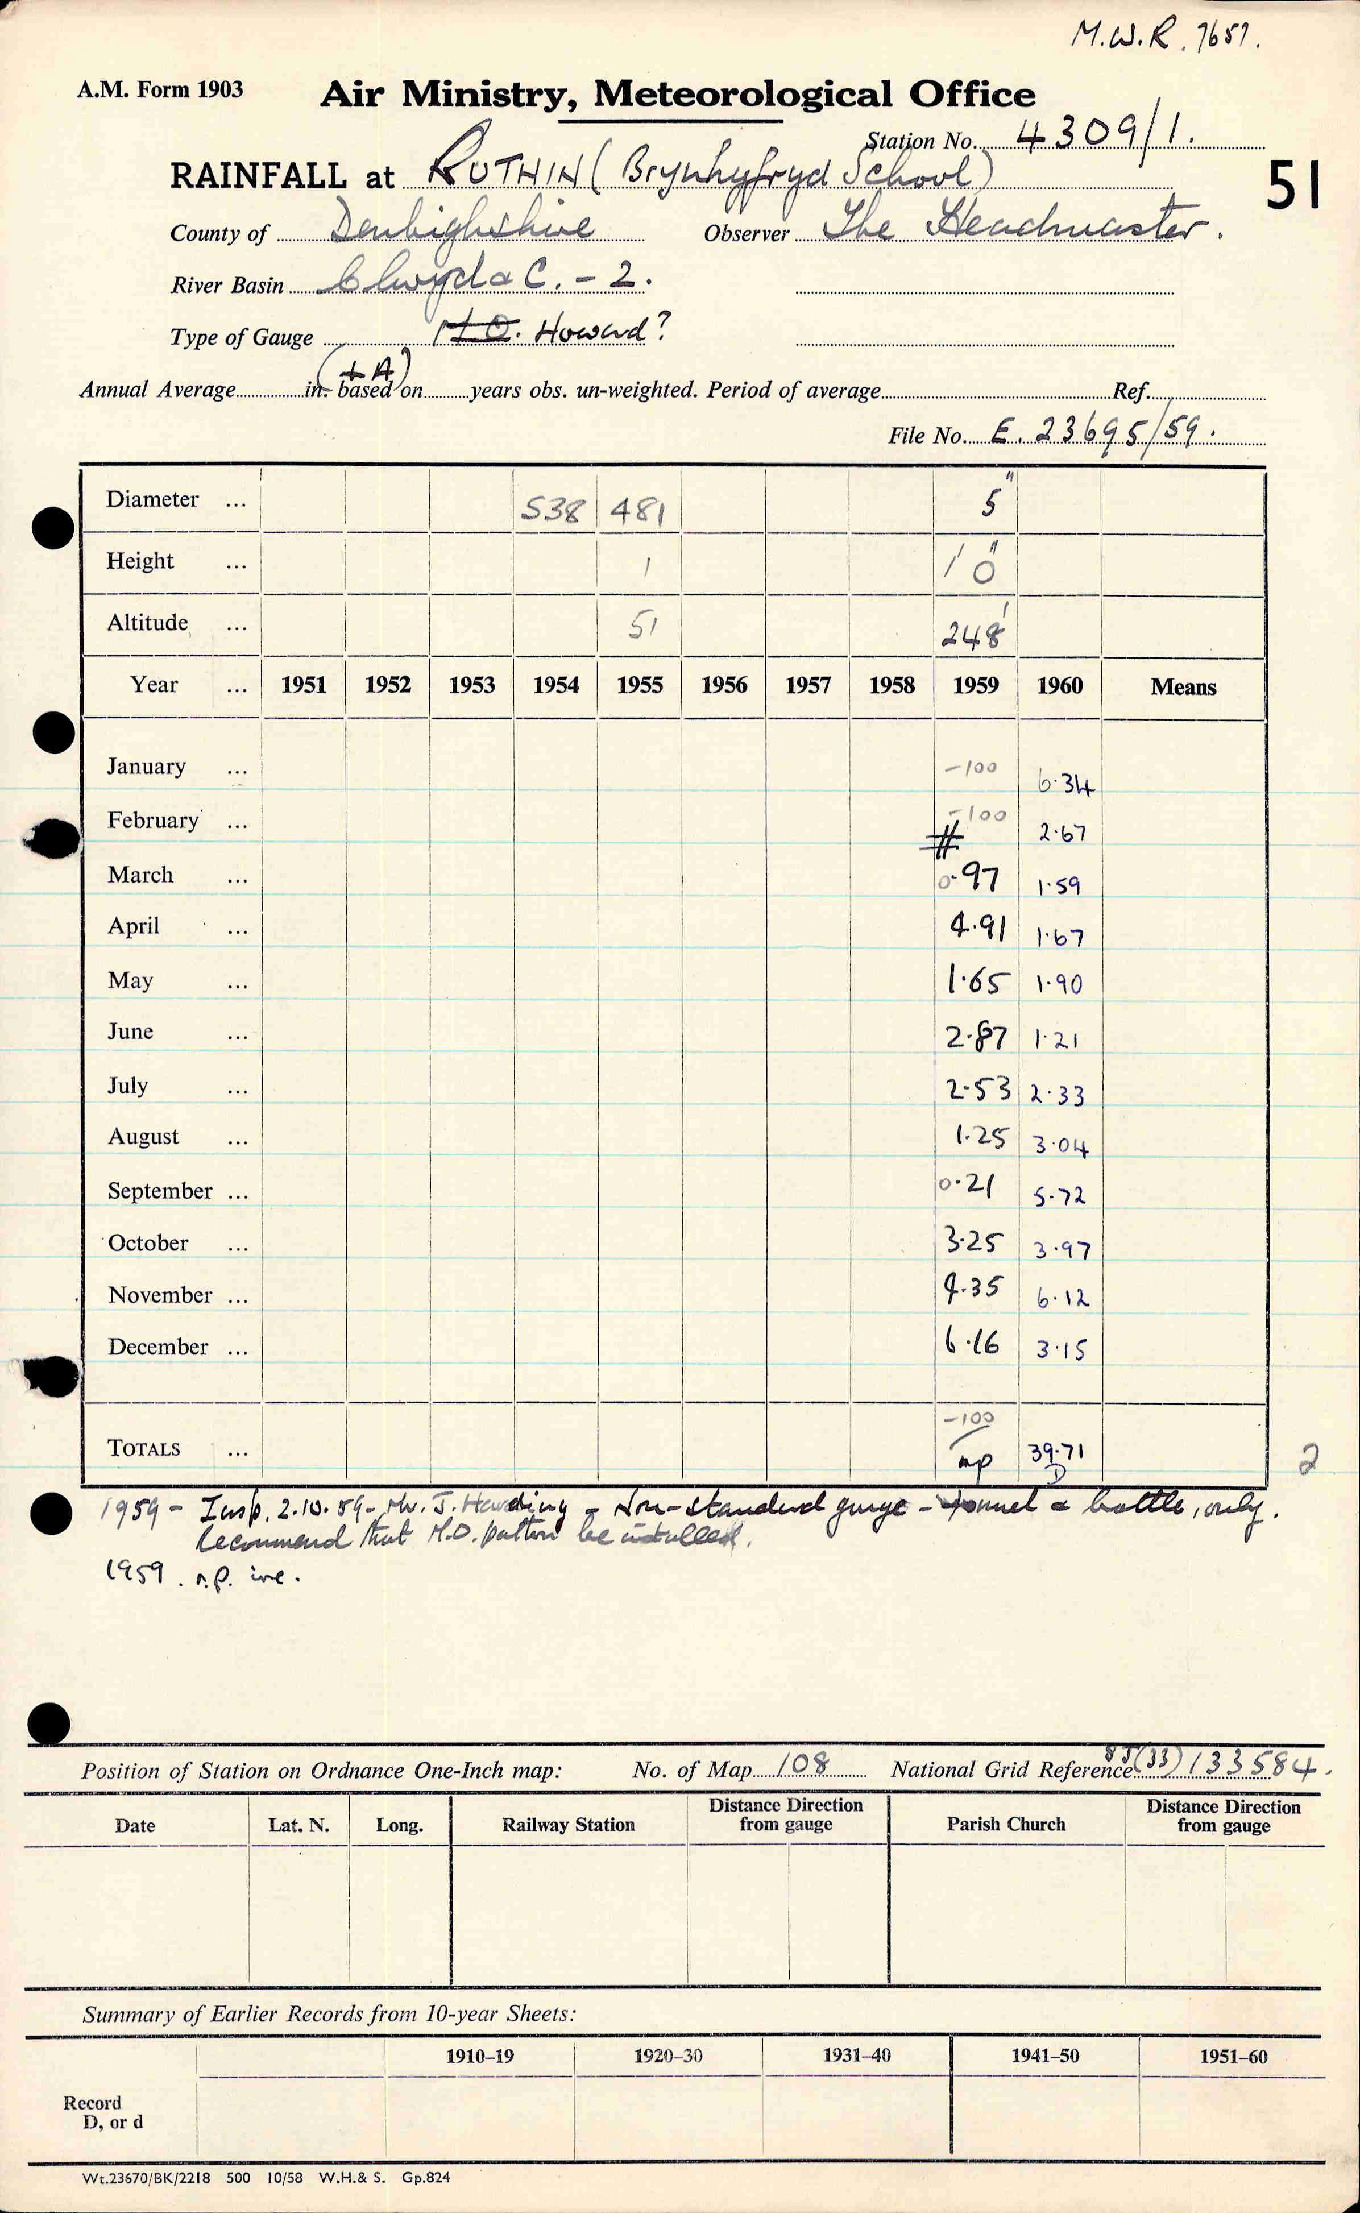 M.W.R. 7657.
A.M. Form 1903
Air Ministry, Meteorological Office
Station No. 4309/1.
RAINFALL at RUTHIN (Brynhyfryd School)
51
County of Denbighshire Observer The Headmaster.
River Basin Clwyd & C. - 2.
Type of Gauge M.O. Howard?
(+A)
Annual Average in. based on years obs. un-weighted. Period of average Ref.
File No. E. 23695/59.
Diameter ... 538 481 5"
Height ... 1 1' 0"
Altitude ... 51 248'
Year ... 1951 1952 1953 1954 1955 1956 1957 1958 1959 1960 Means
January ... -100 6.34
February ... -100 2.67
March ... 0.97 1.59
April ... 4.91 1.67
May ... 1.65 1.90
June ... 2.87 1.21
July ... 2.53 2.33
August ... 1.25 3.04
September ... 0.21 5.72
October ... 3.25 3.97
November ... 4.35 6.12
December ... 6.16 3.15
-100
TOTALS ... np 39.71 2
D
1959 - Insp. 2.10.59 - Mr. J. Harding - Non-standard gauge - funnel & bottle, only.
Recommend that M.O. pattern be installed.
1959. n.p. inc.
Position of Station on Ordnance One-Inch map: No. of Map 108 National Grid Reference SJ(33)133584.
Date Lat. N. Long. Railway Station Distance Direction from gauge Parish Church Distance Direction from gauge
Summary of Earlier Records from 10-year Sheets:
1910–19 1920–30 1931–40 1941–50 1951–60
Record
D, or d
Wt.23670/BK/2218 500 10/58 W.H.& S. Gp.824